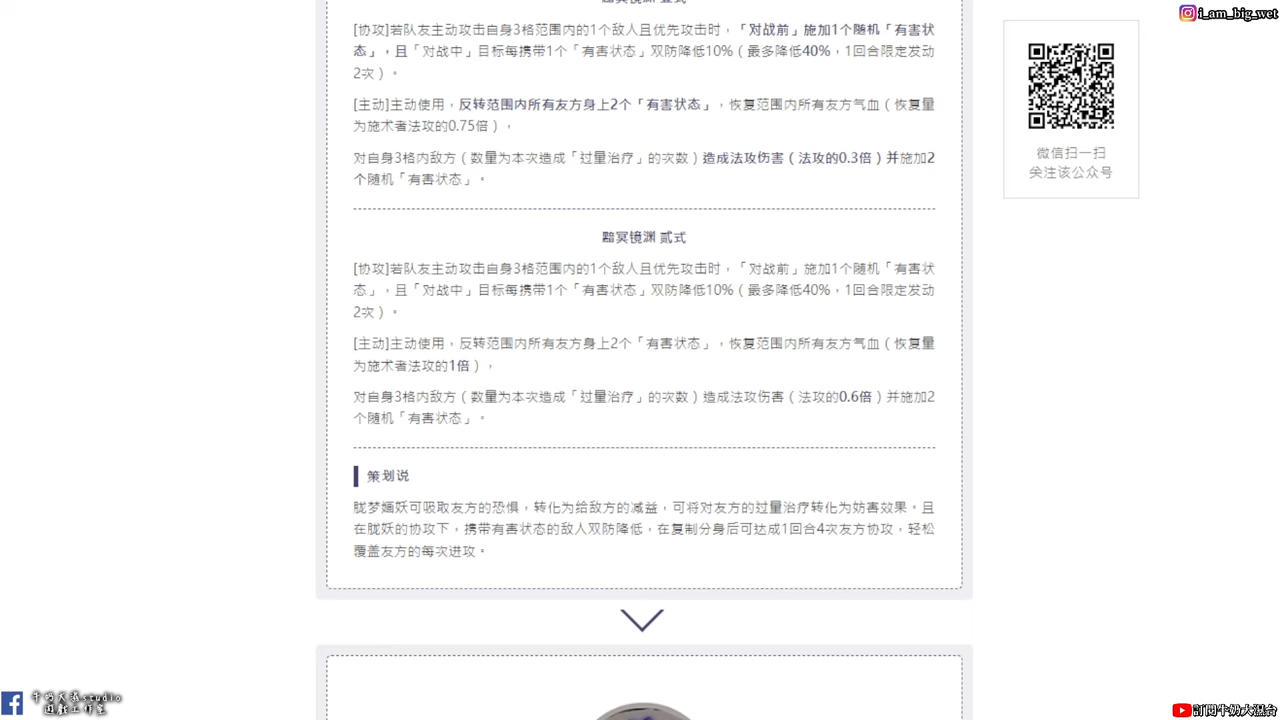 [协攻]若队友主动攻击自身3格范围内的1个敌人且优先攻击时，「对战前」施加1个随机「有害状
态」，且「对战中」目标每携带1个「有害状态」双防降低10%（最多降低40%，1回合限定发动
2次）。
[主动]主动使用，反转范围内所有友方身上2个「有害状态」，恢复范围内所有友方气血（恢复量
为施术者法攻的0.75倍），
对自身3格内敌方（数量为本次造成「过量治疗」的次数）造成法攻伤害（法攻的0.3倍）并施加2
个随机「有害状态」。
黯冥镜渊 贰式
[协攻]若队友主动攻击自身3格范围内的1个敌人且优先攻击时，「对战前」施加1个随机「有害状
态」，且「对战中」目标每携带1个「有害状态」双防降低10%（最多降低40%，1回合限定发动
2次）。
[主动]主动使用，反转范围内所有友方身上2个「有害状态」，恢复范围内所有友方气血（恢复量
为施术者法攻的1倍），
对自身3格内敌方（数量为本次造成「过量治疗」的次数）造成法攻伤害（法攻的0.6倍）并施加2
个随机「有害状态」。
策划说
胧梦婳妖可吸取友方的恐惧，转化为给敌方的减益，可将对友方的过量治疗转化为妨害效果。且
在胧妖的协攻下，携带有害状态的敌人双防降低，在复制分身后可达成1回合4次友方协攻，轻松
覆盖友方的每次进攻。
i_am_big_wet
微信扫一扫
关注该公众号
牛奶大濕studio
遊戲工作室
訂閱牛奶大濕台